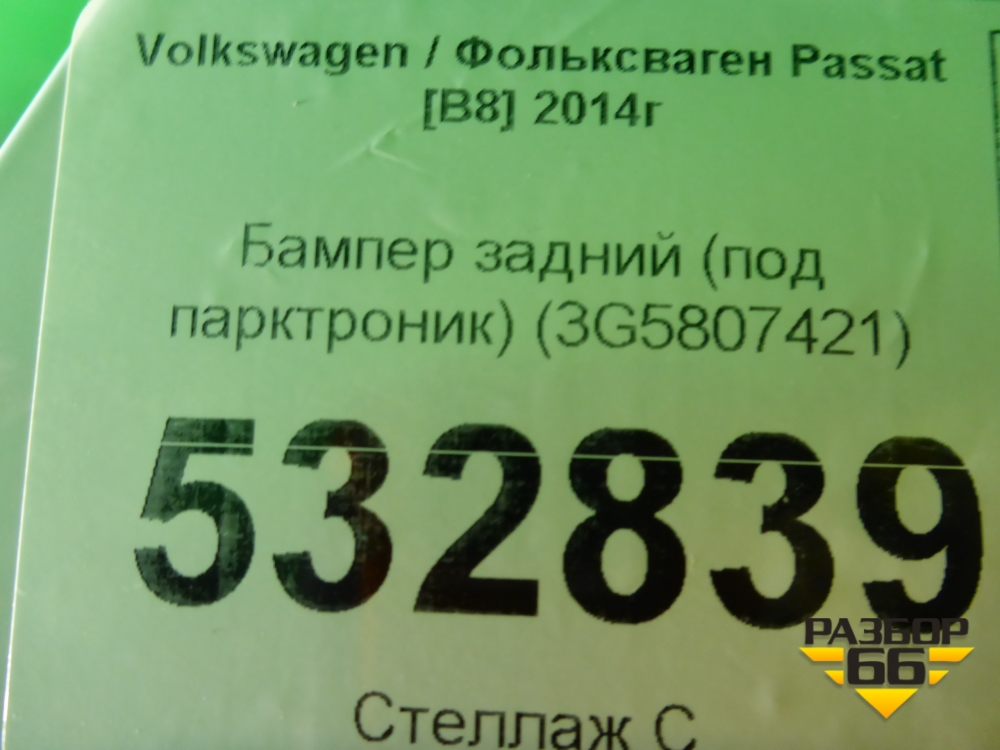 Volkswagen / Фольксваген Passat
[B8] 2014г
Бампер задний (под
парктроник) (3G5807421)
532839
РАЗБОР
66
Стеллаж С